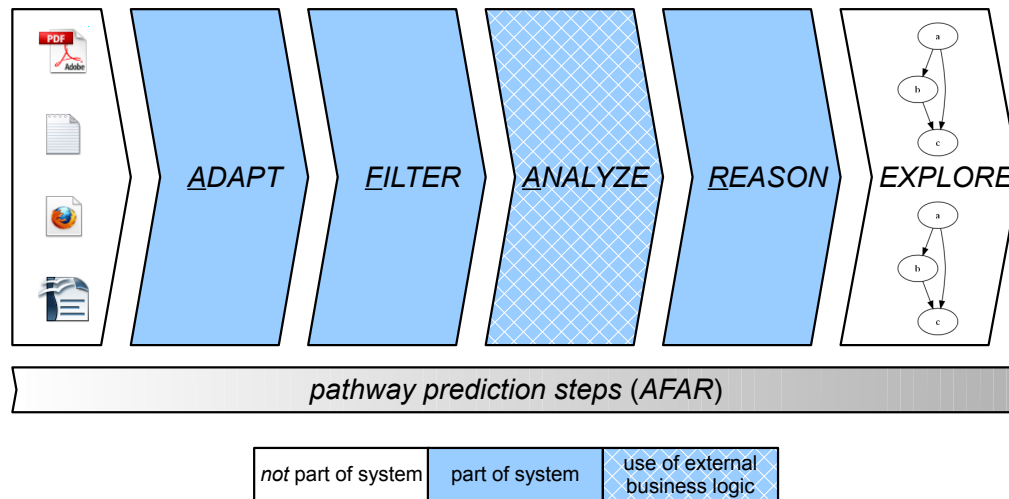 PDF
Adobe
ADAPT
FILTER
ANALYZE
REASON
EXPLORE
a
b
c
a
b
c
pathway prediction steps (AFAR)
not part of system
part of system
use of external
business logic